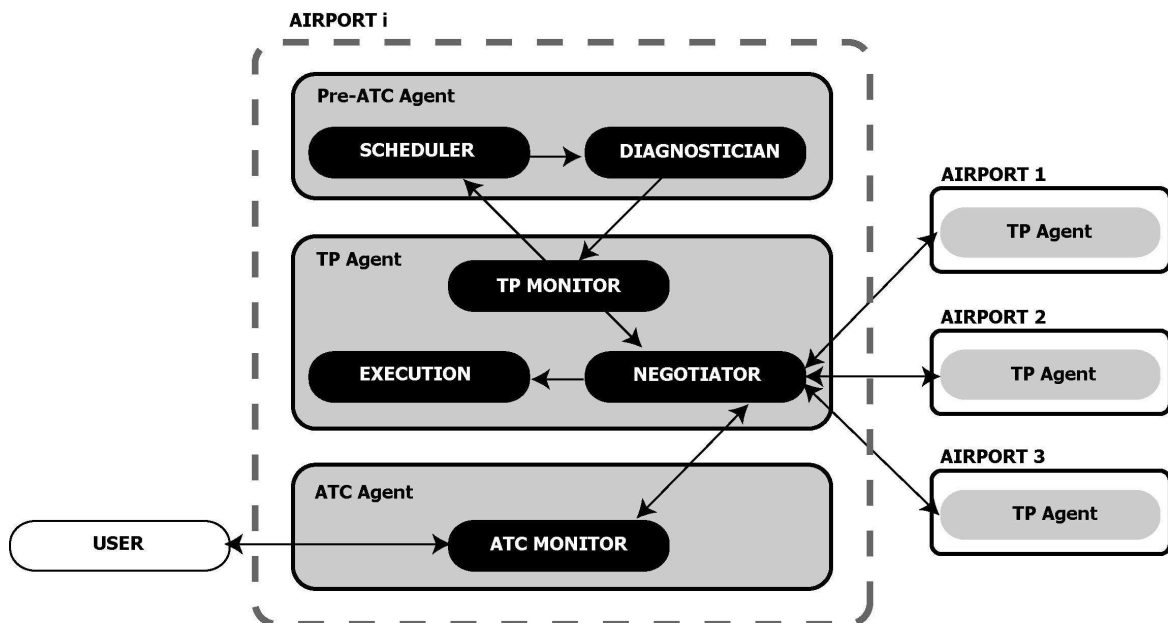 AIRPORT i
Pre-ATC Agent
SCHEDULER
DIAGNOSTICIAN
TP Agent
TP MONITOR
EXECUTION
NEGOTIATOR
ATC Agent
ATC MONITOR
USER
AIRPORT 1
TP Agent
AIRPORT 2
TP Agent
AIRPORT 3
TP Agent